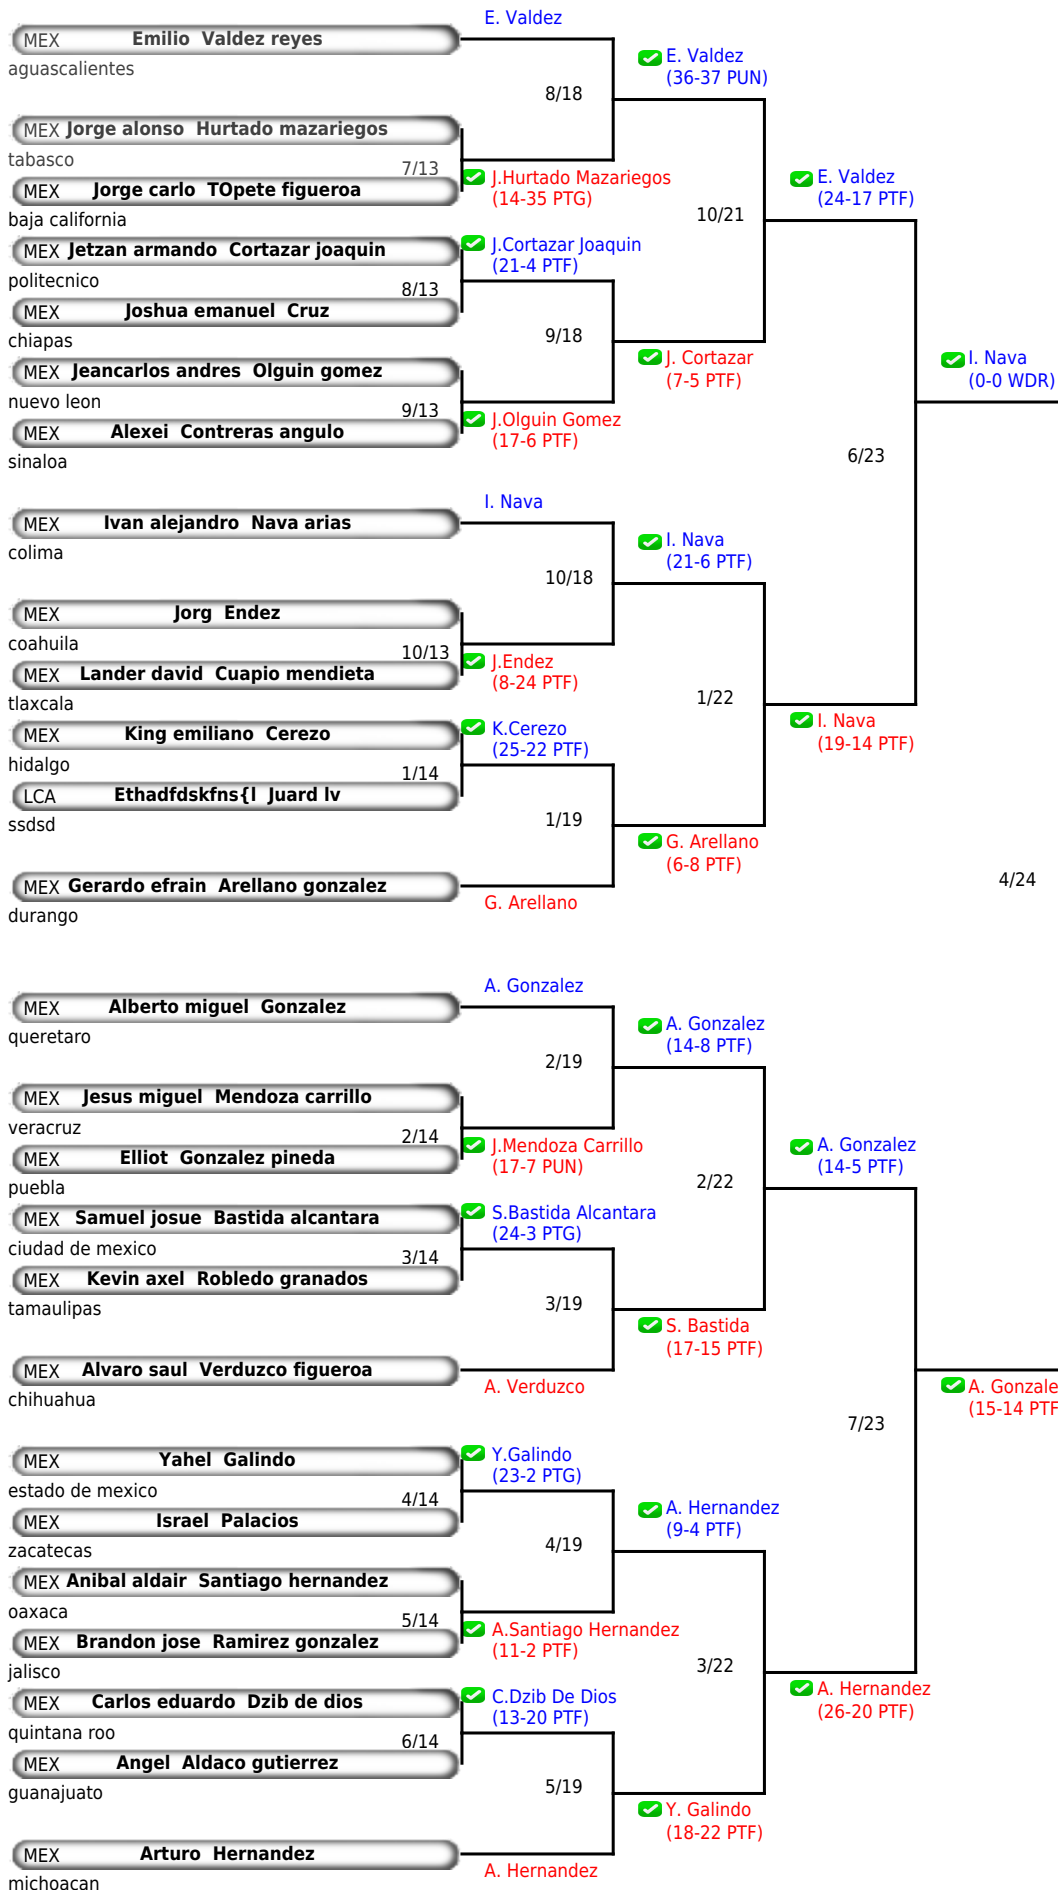 E. Valdez
MEX Emilio Valdez reyes
aguascalientes
E. Valdez
(36-37 PUN)
8/18
MEX Jorge alonso Hurtado mazariegos
tabasco
7/13
MEX Jorge carlo TOpete figueroa
baja california
J.Hurtado Mazariegos
(14-35 PTG)
E. Valdez
(24-17 PTF)
10/21
MEX Jetzan armando Cortazar joaquin
politecnico
J.Cortazar Joaquin
(21-4 PTF)
8/13
MEX Joshua emanuel Cruz
chiapas
9/18
J. Cortazar
(7-5 PTF)
I. Nava
(0-0 WDR)
MEX Jeancarlos andres Olguin gomez
nuevo leon
9/13
MEX Alexei Contreras angulo
sinaloa
J.Olguin Gomez
(17-6 PTF)
6/23
I. Nava
MEX Ivan alejandro Nava arias
colima
I. Nava
(21-6 PTF)
10/18
MEX Jorg Endez
coahuila
10/13
MEX Lander david Cuapio mendieta
tlaxcala
J.Endez
(8-24 PTF)
1/22
MEX King emiliano Cerezo
hidalgo
K.Cerezo
(25-22 PTF)
I. Nava
(19-14 PTF)
1/14
LCA Ethadfdskfns{l Juard lv
ssdsd
1/19
G. Arellano
(6-8 PTF)
MEX Gerardo efrain Arellano gonzalez
durango
G. Arellano
4/24
A. Gonzalez
MEX Alberto miguel Gonzalez
queretaro
A. Gonzalez
(14-8 PTF)
2/19
MEX Jesus miguel Mendoza carrillo
veracruz
2/14
MEX Elliot Gonzalez pineda
puebla
J.Mendoza Carrillo
(17-7 PUN)
A. Gonzalez
(14-5 PTF)
2/22
MEX Samuel josue Bastida alcantara
ciudad de mexico
S.Bastida Alcantara
(24-3 PTG)
3/14
MEX Kevin axel Robledo granados
tamaulipas
3/19
S. Bastida
(17-15 PTF)
MEX Alvaro saul Verduzco figueroa
chihuahua
A. Verduzco
A. Gonzale
(15-14 PTF
7/23
MEX Yahel Galindo
estado de mexico
Y.Galindo
(23-2 PTG)
4/14
MEX Israel Palacios
zacatecas
A. Hernandez
(9-4 PTF)
4/19
MEX Anibal aldair Santiago hernandez
oaxaca
5/14
MEX Brandon jose Ramirez gonzalez
jalisco
A.Santiago Hernandez
(11-2 PTF)
3/22
A. Hernandez
(26-20 PTF)
MEX Carlos eduardo Dzib de dios
quintana roo
C.Dzib De Dios
(13-20 PTF)
6/14
MEX Angel Aldaco gutierrez
guanajuato
5/19
Y. Galindo
(18-22 PTF)
MEX Arturo Hernandez
michoacan
A. Hernandez